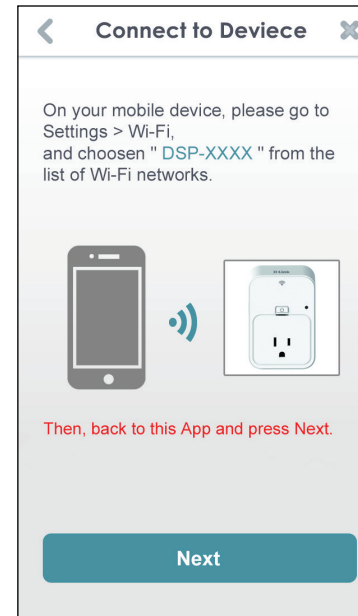 Connect to Deviece
On your mobile device, please go to
Settings > Wi-Fi,
and choosen " DSP-XXXX " from the
list of Wi-Fi networks.
Then, back to this App and press Next.
Next